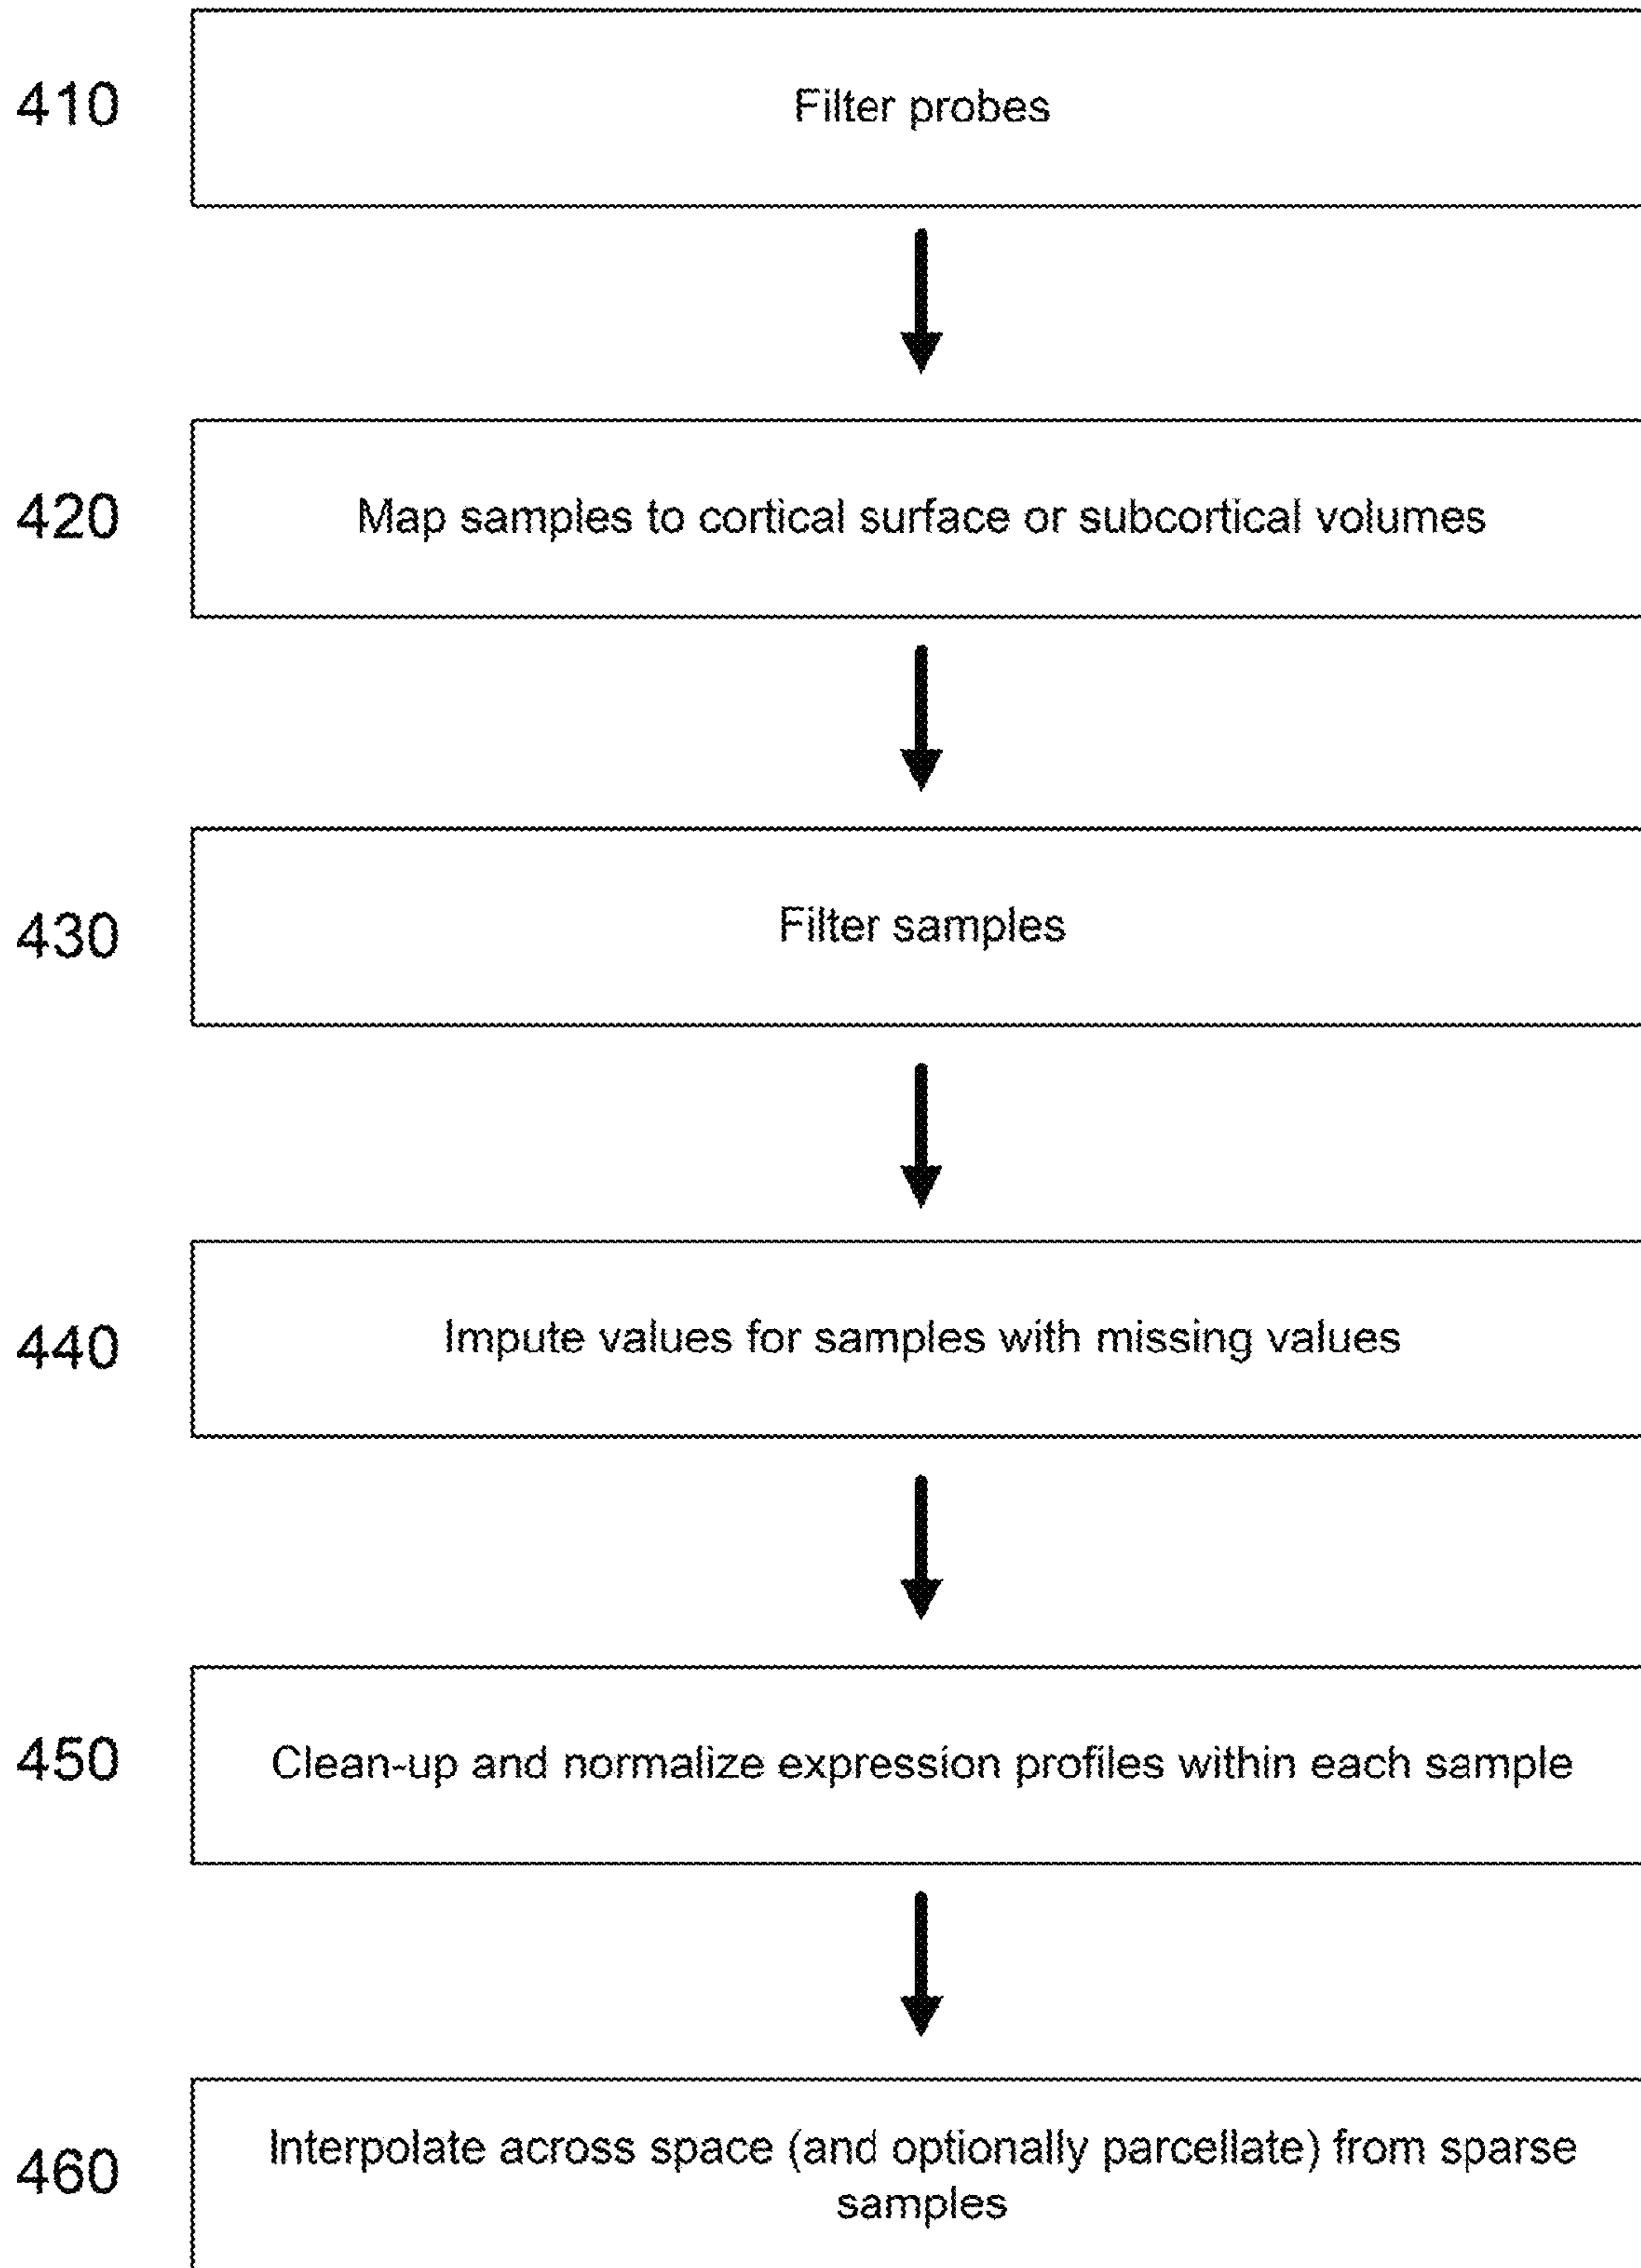 410
Filter probes
420
Map samples to cortical surface or subcortical volumes
430
Filter samples
440
Impute values for samples with missing values
450
Clean-up and normalize expression profiles within each sample
460
Interpolate across space (and optionally parcellate) from sparse
samples